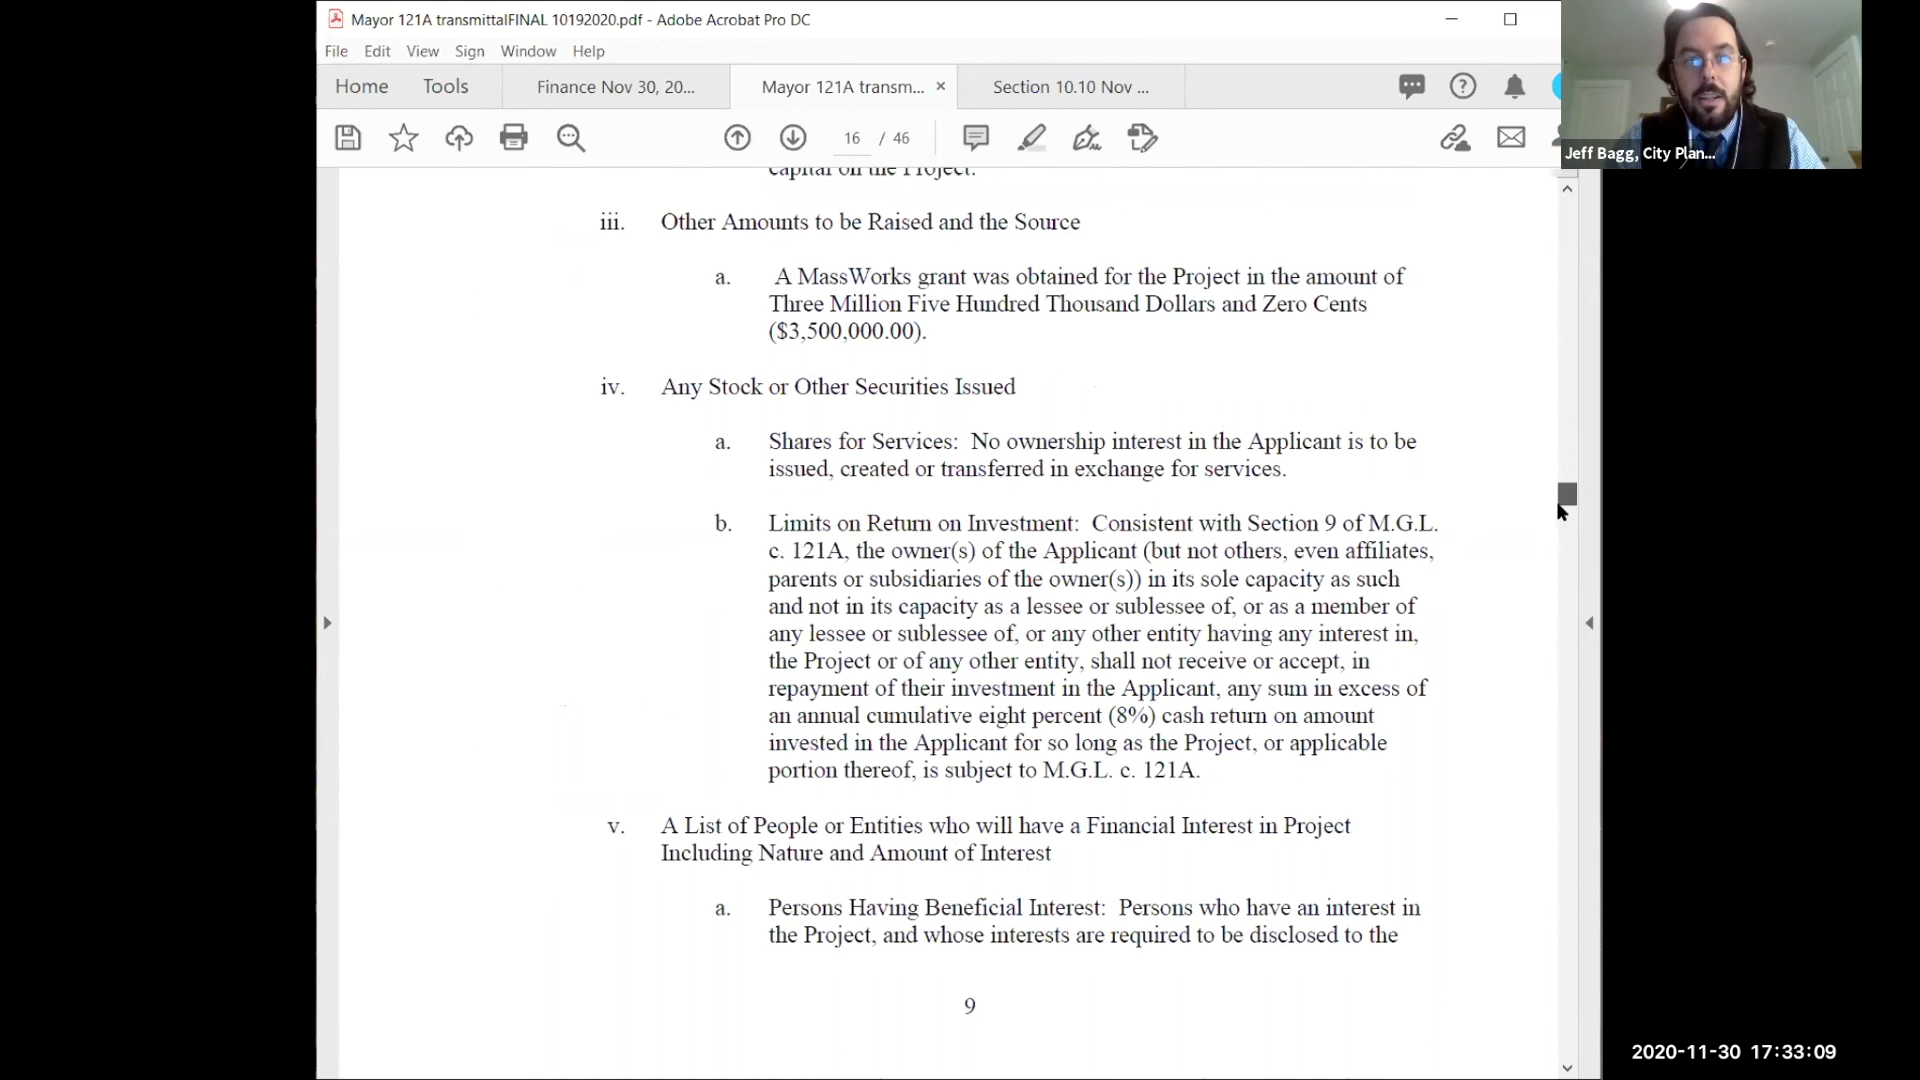 Mayor 121A transmittalFINAL 10192020.pdf - Adobe Acrobat Pro DC
File Edit View Sign Window Help
Home Tools Finance Nov 30, 20... Mayor 121A transm... × Section 10.10 Nov ...
16 / 46
Jeff Bagg, City Plan...
capital on the Project.
iii. Other Amounts to be Raised and the Source
a. A MassWorks grant was obtained for the Project in the amount of
Three Million Five Hundred Thousand Dollars and Zero Cents
($3,500,000.00).
iv. Any Stock or Other Securities Issued
a. Shares for Services: No ownership interest in the Applicant is to be
issued, created or transferred in exchange for services.
b. Limits on Return on Investment: Consistent with Section 9 of M.G.L.
c. 121A, the owner(s) of the Applicant (but not others, even affiliates,
parents or subsidiaries of the owner(s)) in its sole capacity as such
and not in its capacity as a lessee or sublessee of, or as a member of
any lessee or sublessee of, or any other entity having any interest in,
the Project or of any other entity, shall not receive or accept, in
repayment of their investment in the Applicant, any sum in excess of
an annual cumulative eight percent (8%) cash return on amount
invested in the Applicant for so long as the Project, or applicable
portion thereof, is subject to M.G.L. c. 121A.
v. A List of People or Entities who will have a Financial Interest in Project
Including Nature and Amount of Interest
a. Persons Having Beneficial Interest: Persons who have an interest in
the Project, and whose interests are required to be disclosed to the
9
2020-11-30 17:33:09